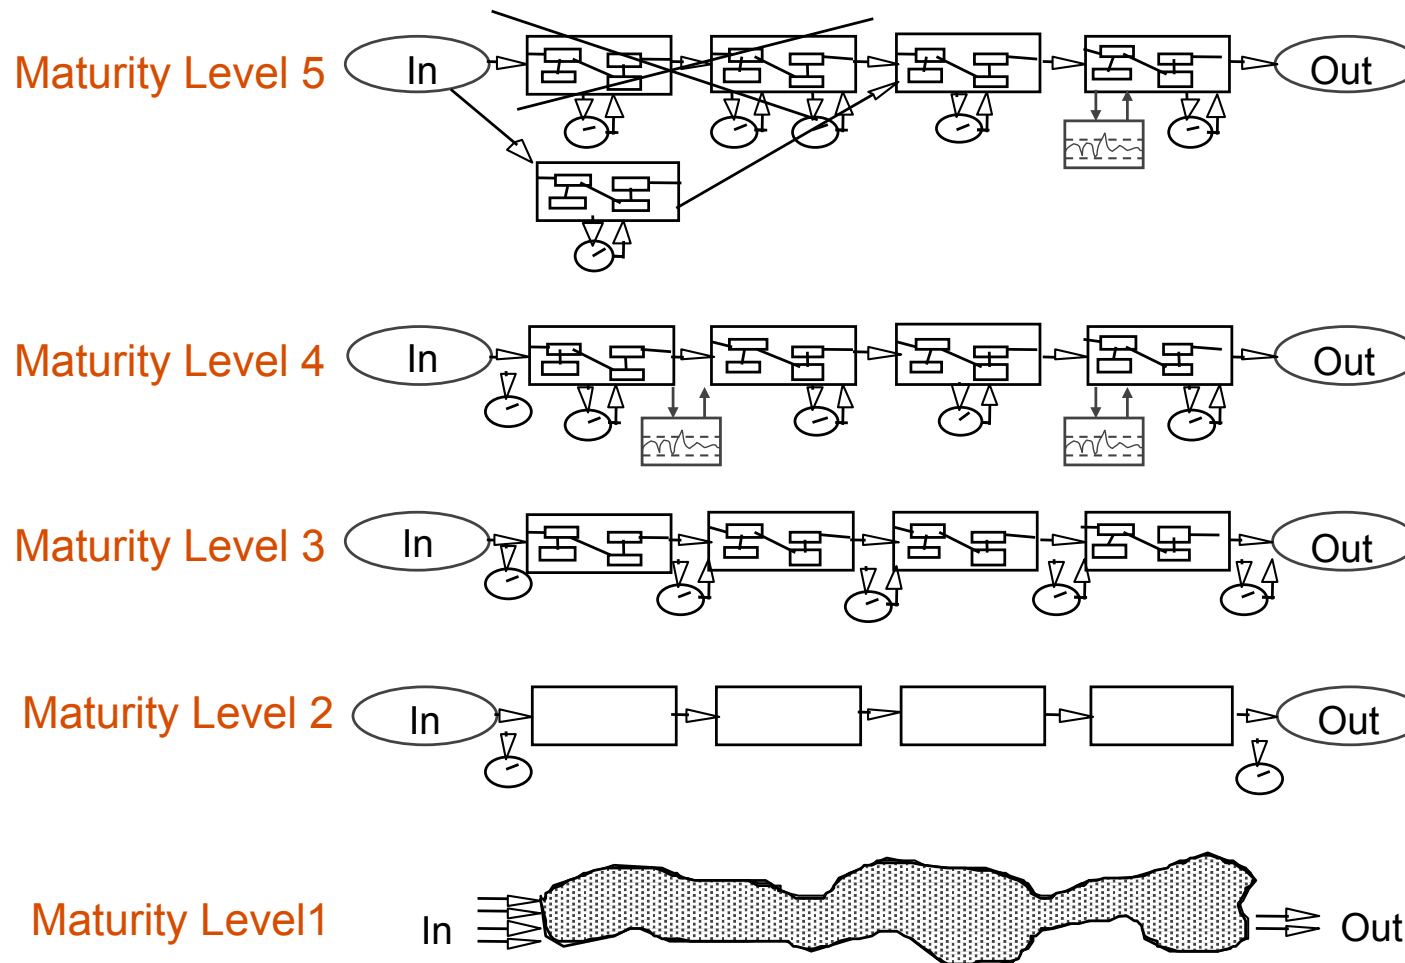 Maturity Level 5
In
Out
Maturity Level 4
In
Out
Maturity Level 3
In
Out
Maturity Level 2
In
Out
Maturity Level1
In
Out